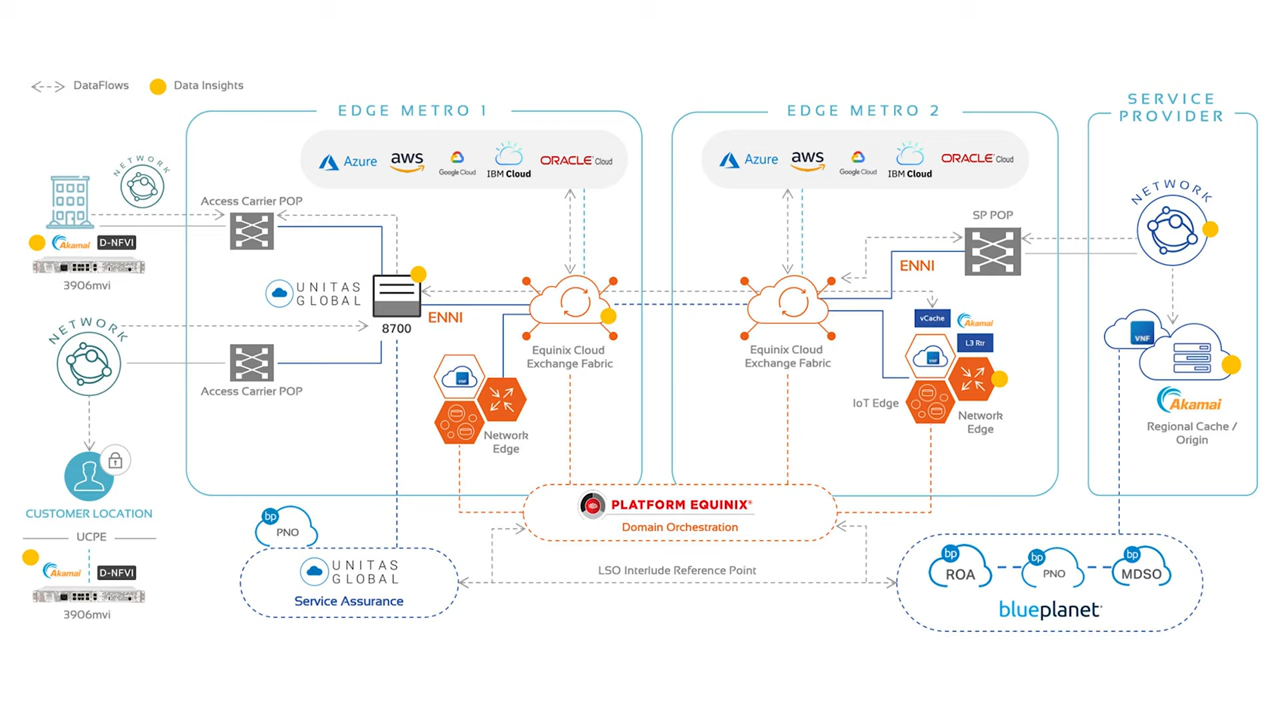 DataFlows
Data Insights
EDGE METRO 1
EDGE METRO 2
SERVICE
PROVIDER
Azure
aws
Google Cloud
IBM Cloud
ORACLE Cloud
Azure
aws
Google Cloud
IBM Cloud
ORACLE Cloud
NETWORK
Access Carrier POP
Akamai
D-NFVI
3906mvi
UNITAS
GLOBAL
8700
ENNI
Equinix Cloud
Exchange Fabric
Equinix Cloud
Exchange Fabric
SP POP
ENNI
NETWORK
NETWORK
Access Carrier POP
VNF
Network
Edge
vCache
Akamai
L3 Rtr
VNF
IoT Edge
Network
Edge
VNF
Akamai
Regional Cache /
Origin
CUSTOMER LOCATION
UCPE
Akamai
D-NFVI
3906mvi
bp
PNO
UNITAS
GLOBAL
Service Assurance
PLATFORM EQUINIX®
Domain Orchestration
LSO Interlude Reference Point
bp
ROA
bp
PNO
bp
MDSO
blueplanet